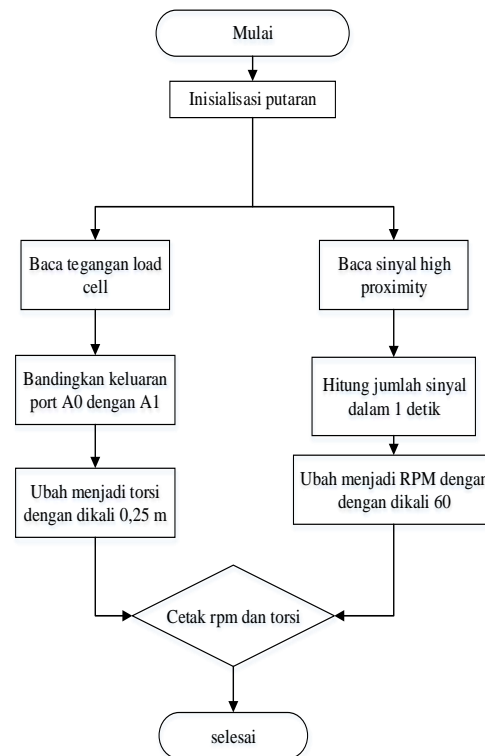 Mulai
Inisialisasi putaran
Baca tegangan load
cell
Bandingkan keluaran
port A0 dengan A1
Ubah menjadi torsi
dengan dikali 0,25 m
Baca sinyal high
proximity
Hitung jumlah sinyal
dalam 1 detik
Ubah menjadi RPM dengan
dengan dikali 60
Cetak rpm dan torsi
selesai